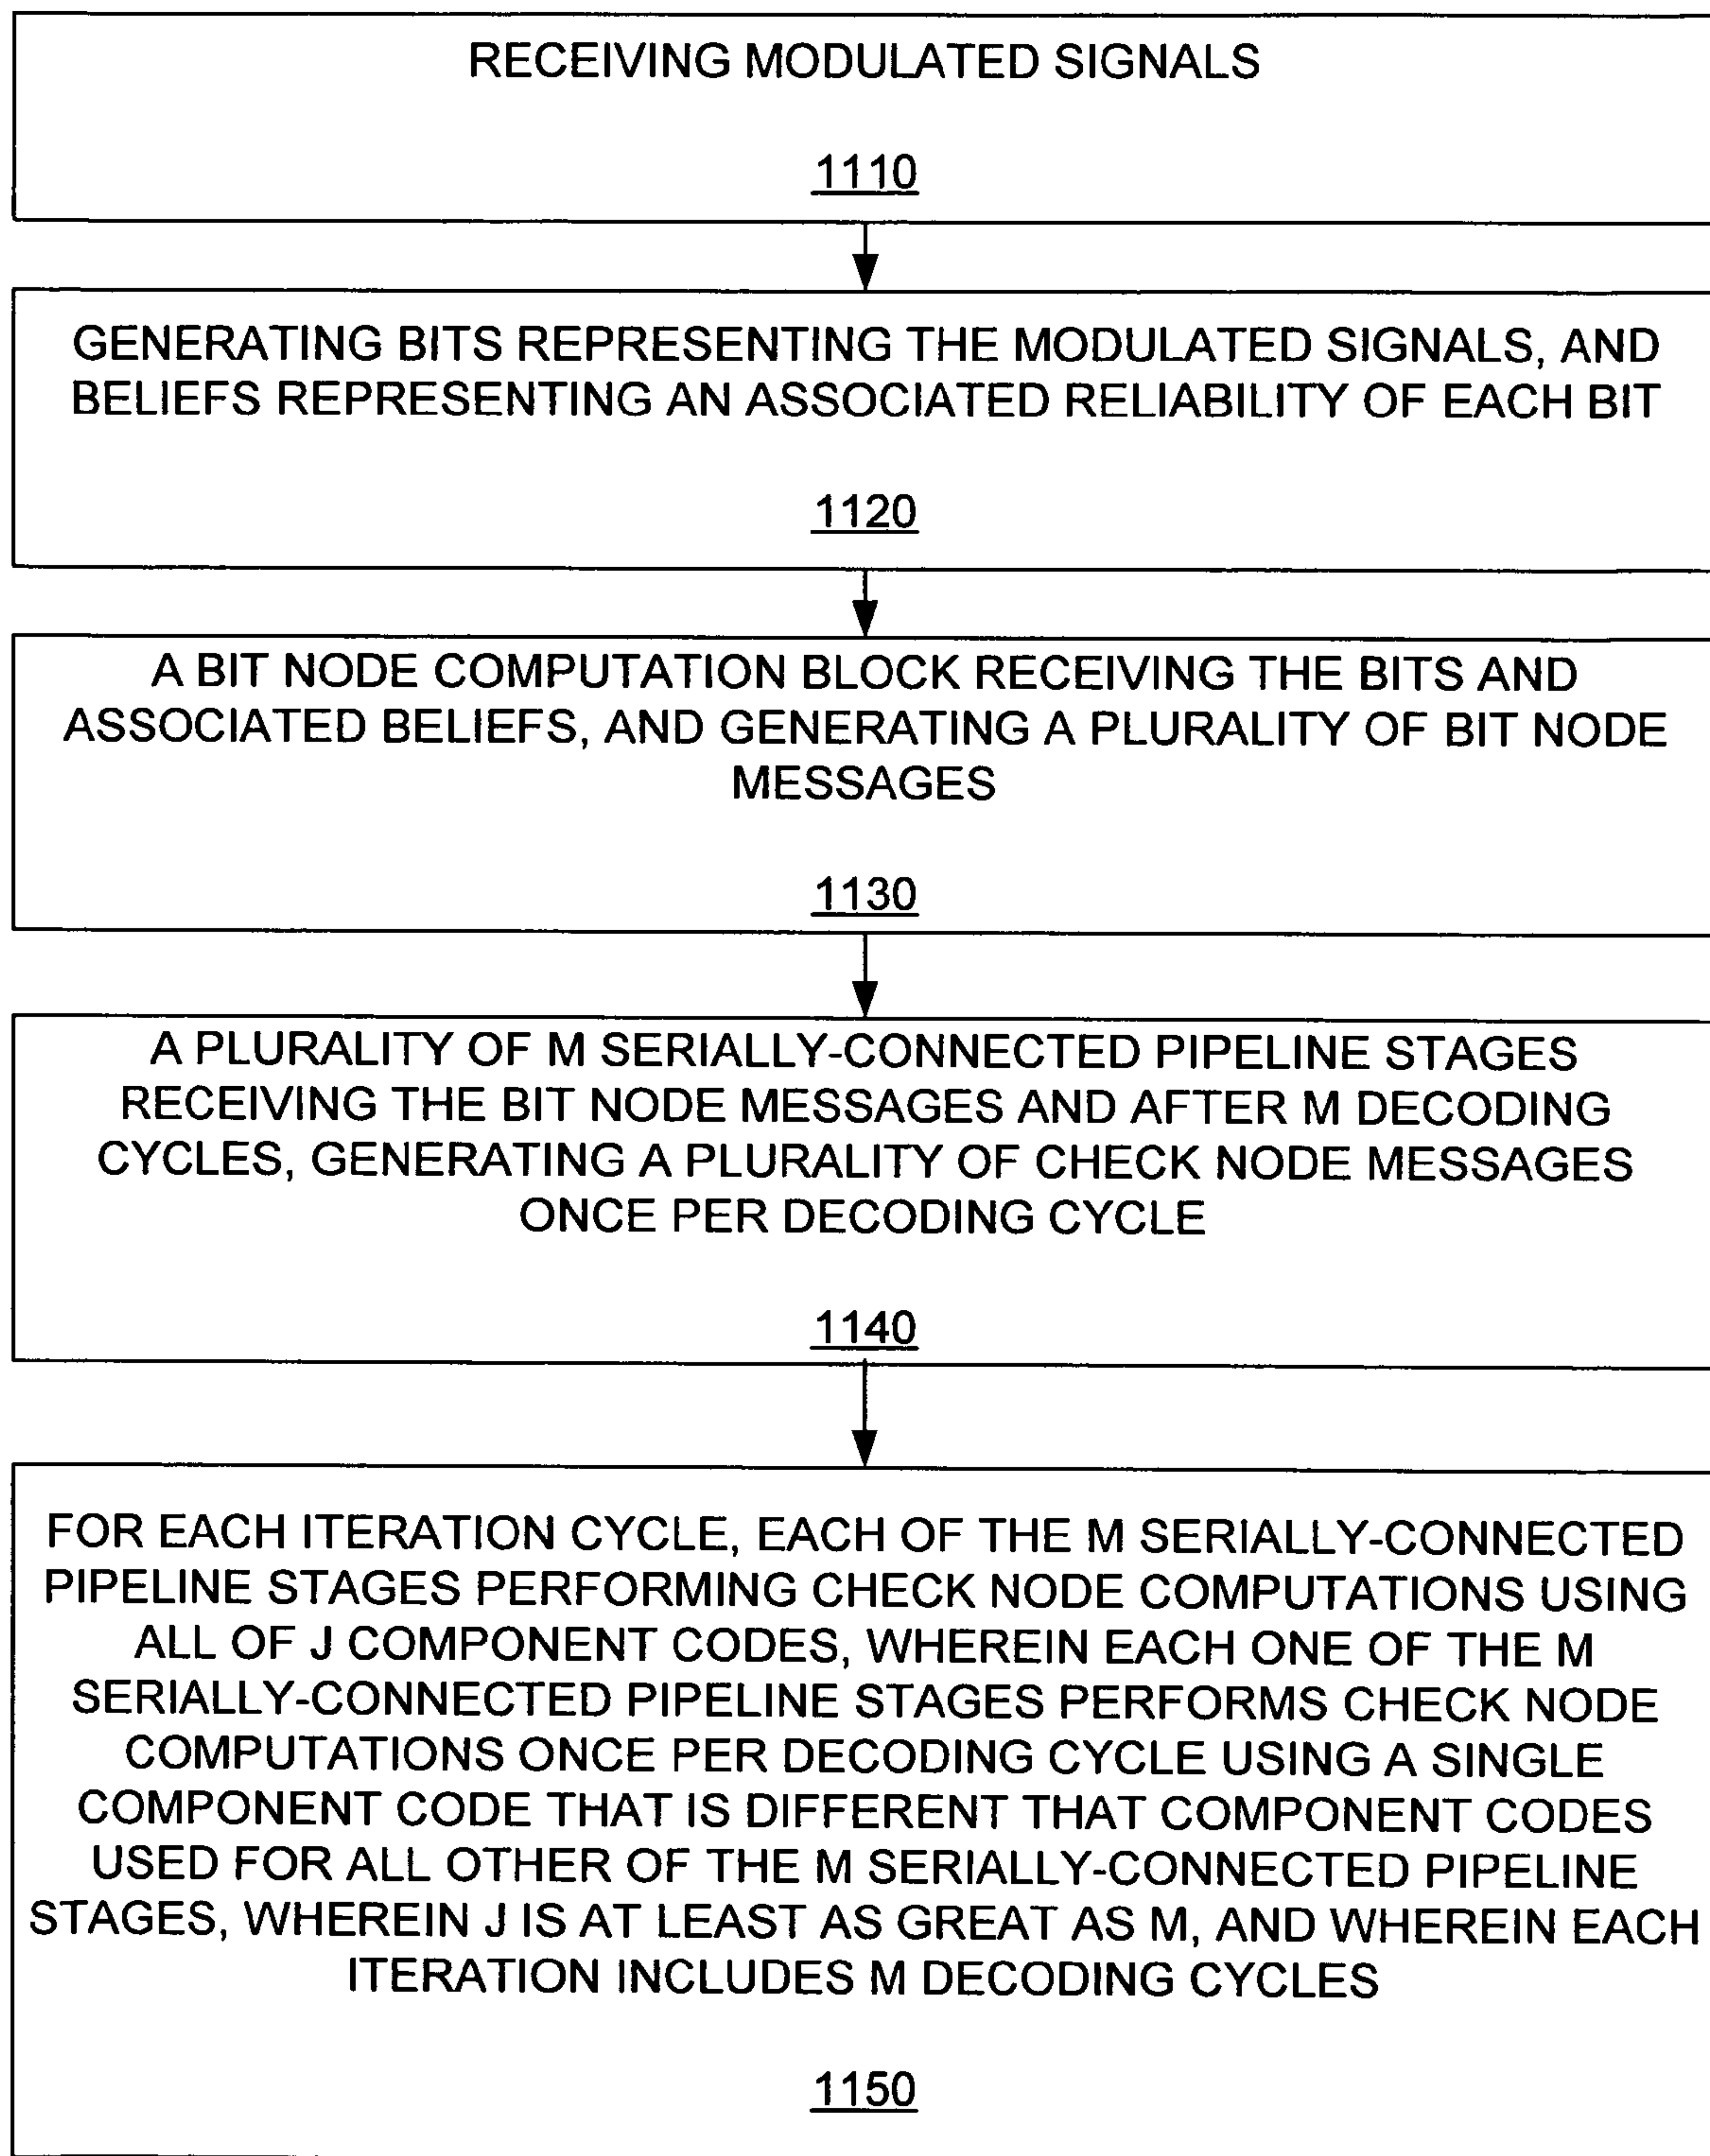 RECEIVING MODULATED SIGNALS
1110
GENERATING BITS REPRESENTING THE MODULATED SIGNALS, AND
BELIEFS REPRESENTING AN ASSOCIATED RELIABILITY OF EACH BIT
1120
A BIT NODE COMPUTATION BLOCK RECEIVING THE BITS AND
ASSOCIATED BELIEFS, AND GENERATING A PLURALITY OF BIT NODE
MESSAGES
1130
A PLURALITY OF M SERIALLY-CONNECTED PIPELINE STAGES
RECEIVING THE BIT NODE MESSAGES AND AFTER M DECODING
CYCLES, GENERATING A PLURALITY OF CHECK NODE MESSAGES
ONCE PER DECODING CYCLE
1140
FOR EACH ITERATION CYCLE, EACH OF THE M SERIALLY-CONNECTED
PIPELINE STAGES PERFORMING CHECK NODE COMPUTATIONS USING
ALL OF J COMPONENT CODES, WHEREIN EACH ONE OF THE M
SERIALLY-CONNECTED PIPELINE STAGES PERFORMS CHECK NODE
COMPUTATIONS ONCE PER DECODING CYCLE USING A SINGLE
COMPONENT CODE THAT IS DIFFERENT THAT COMPONENT CODES
USED FOR ALL OTHER OF THE M SERIALLY-CONNECTED PIPELINE
STAGES, WHEREIN J IS AT LEAST AS GREAT AS M, AND WHEREIN EACH
ITERATION INCLUDES M DECODING CYCLES
1150